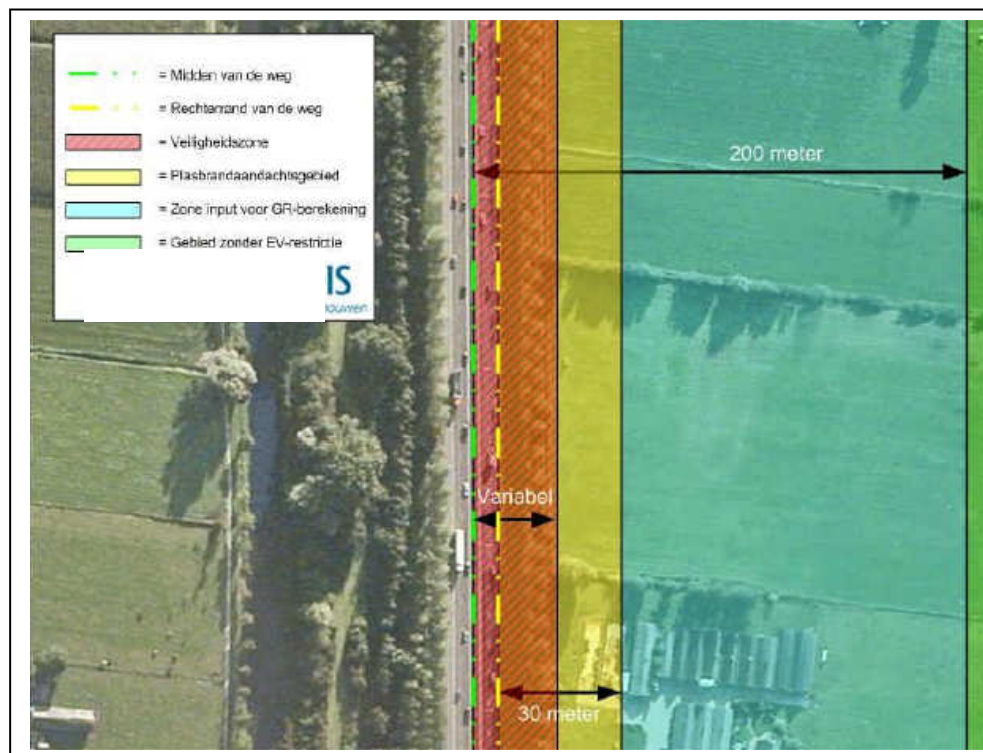 = Midden van de weg
= Rechterrand van de weg
= Veiligheidszone
= Plasbrandaandachtsgebied
= Zone input voor GR-berekening
= Gebied zonder EV-restrictie
IS
ouwen
200 meter
Variabel
30 meter